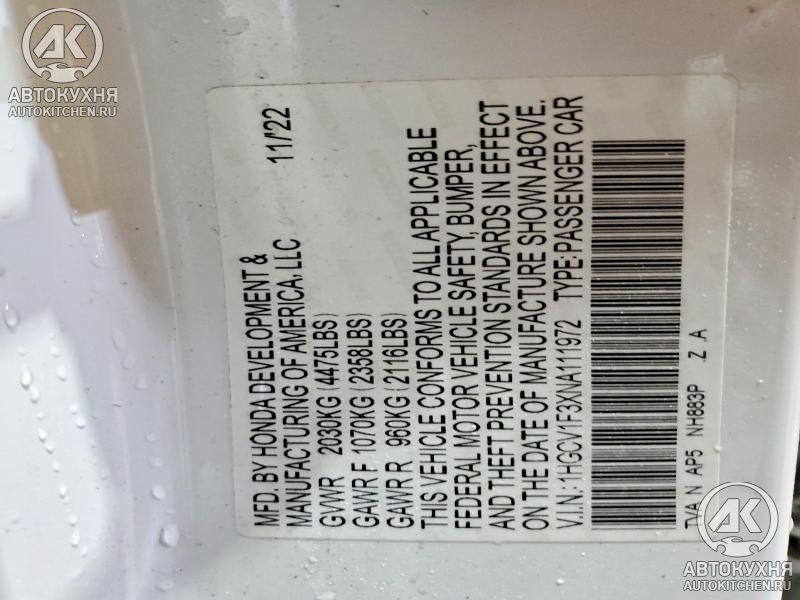 AK
АВТОКУХНЯ
AUTOKITCHEN.RU
MFD. BY HONDA DEVELOPMENT & 11/22
MANUFACTURING OF AMERICA, LLC
GVWR 2030KG (4475LBS)
GAWR F 1070KG (2358LBS)
GAWR R 960KG (2116LBS)
THIS VEHICLE CONFORMS TO ALL APPLICABLE
FEDERAL MOTOR VEHICLE SAFETY, BUMPER,
AND THEFT PREVENTION STANDARDS IN EFFECT
ON THE DATE OF MANUFACTURE SHOWN ABOVE.
V.I.N.: 1HGCV1F3XNA111972 TYPE:PASSENGER CAR
TVA N AP5 NH883P .Z .A
AK
АВТОКУХНЯ
AUTOKITCHEN.RU